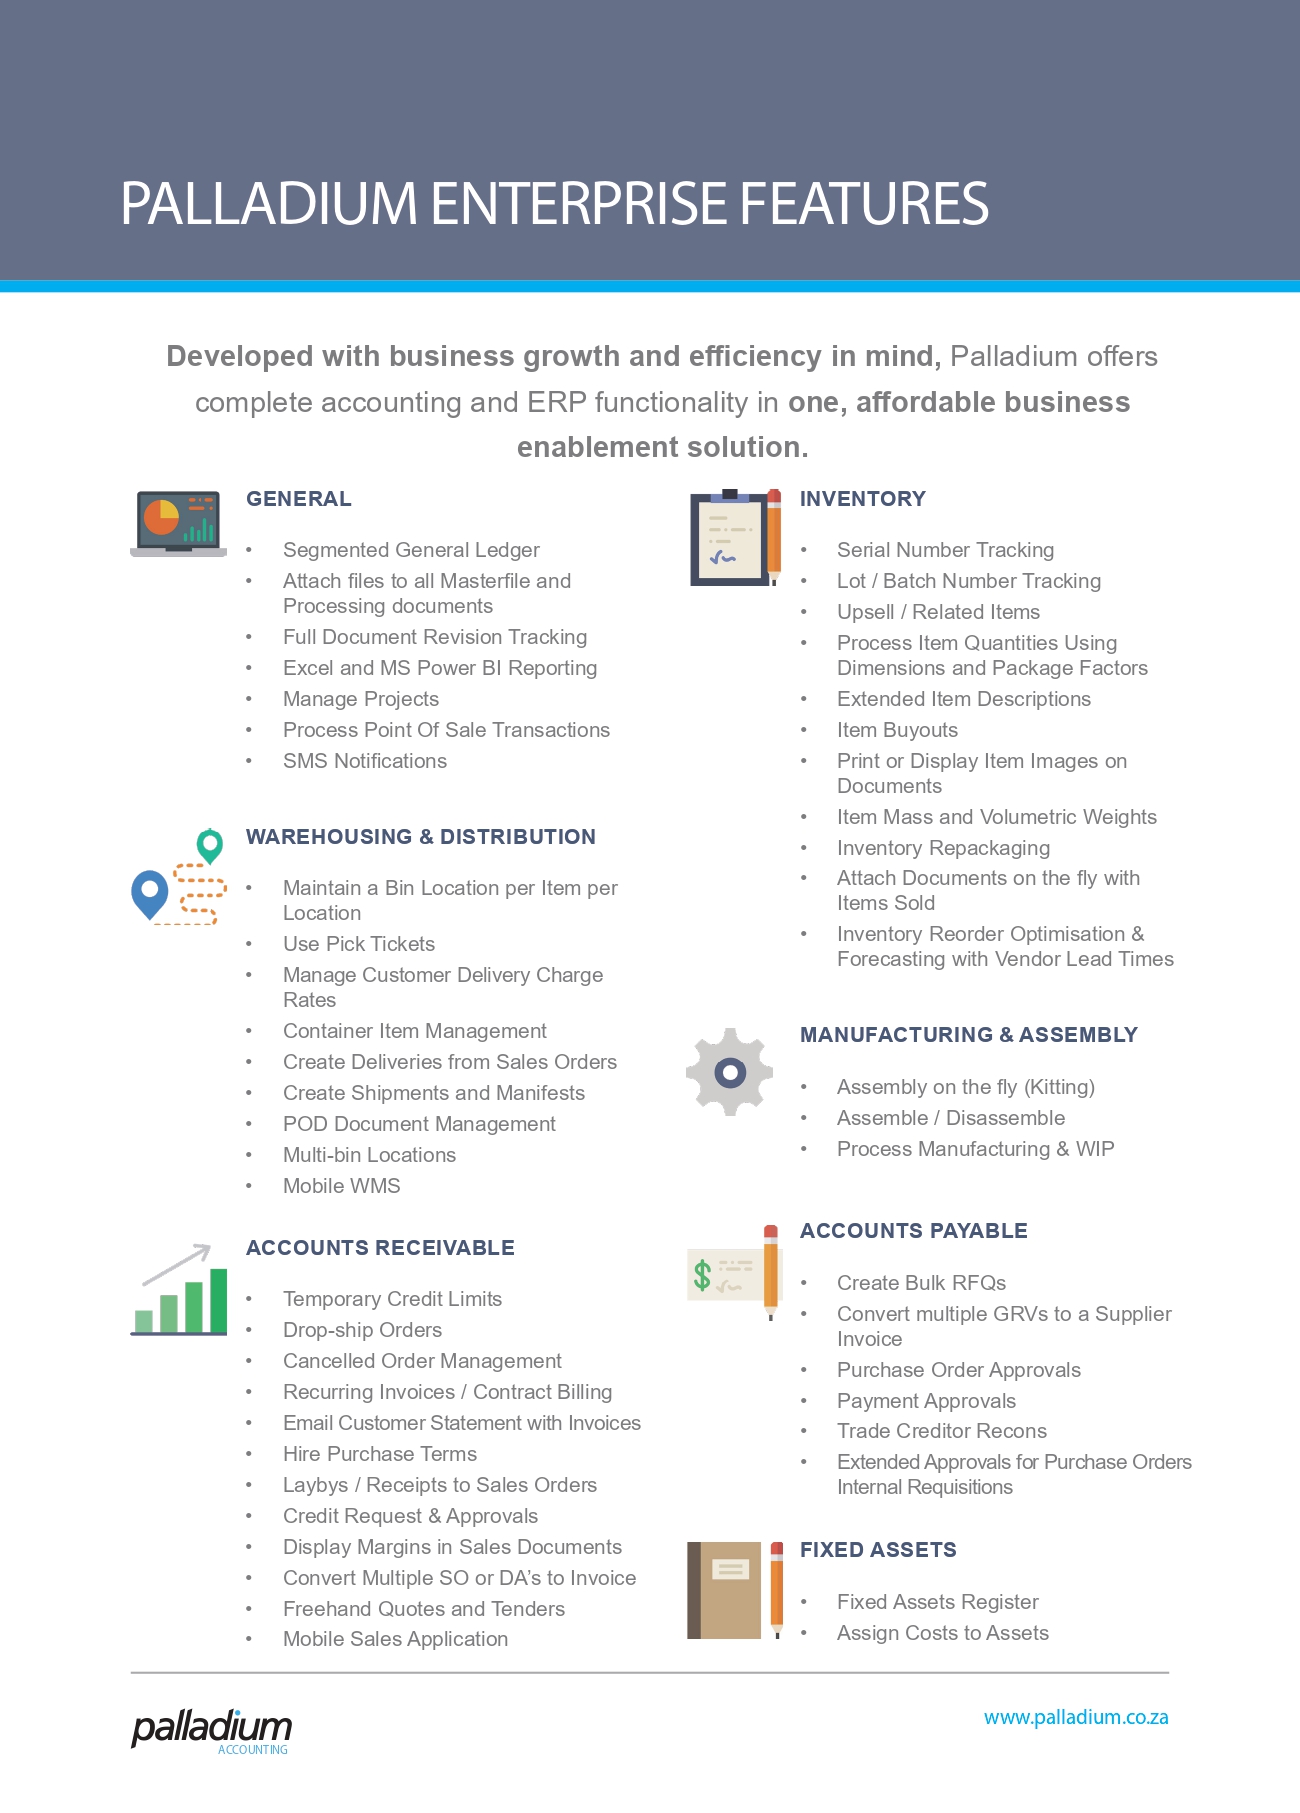 PALLADIUM ENTERPRISE FEATURES
Developed with business growth and efficiency in mind, Palladium offers
complete accounting and ERP functionality in one, affordable business
enablement solution.
GENERAL
• Segmented General Ledger
• Attach files to all Masterfile and
Processing documents
• Full Document Revision Tracking
• Excel and MS Power BI Reporting
• Manage Projects
• Process Point Of Sale Transactions
• SMS Notifications
WAREHOUSING & DISTRIBUTION
• Maintain a Bin Location per Item per
Location
• Use Pick Tickets
• Manage Customer Delivery Charge
Rates
• Container Item Management
• Create Deliveries from Sales Orders
• Create Shipments and Manifests
• POD Document Management
• Multi-bin Locations
• Mobile WMS
ACCOUNTS RECEIVABLE
• Temporary Credit Limits
• Drop-ship Orders
• Cancelled Order Management
• Recurring Invoices / Contract Billing
• Email Customer Statement with Invoices
• Hire Purchase Terms
• Laybys / Receipts to Sales Orders
• Credit Request & Approvals
• Display Margins in Sales Documents
• Convert Multiple SO or DA’s to Invoice
• Freehand Quotes and Tenders
• Mobile Sales Application
INVENTORY
• Serial Number Tracking
• Lot / Batch Number Tracking
• Upsell / Related Items
• Process Item Quantities Using
Dimensions and Package Factors
• Extended Item Descriptions
• Item Buyouts
• Print or Display Item Images on
Documents
• Item Mass and Volumetric Weights
• Inventory Repackaging
• Attach Documents on the fly with
Items Sold
• Inventory Reorder Optimisation &
Forecasting with Vendor Lead Times
MANUFACTURING & ASSEMBLY
• Assembly on the fly (Kitting)
• Assemble / Disassemble
• Process Manufacturing & WIP
ACCOUNTS PAYABLE
$
• Create Bulk RFQs
• Convert multiple GRVs to a Supplier
Invoice
• Purchase Order Approvals
• Payment Approvals
• Trade Creditor Recons
• Extended Approvals for Purchase Orders
Internal Requisitions
FIXED ASSETS
• Fixed Assets Register
• Assign Costs to Assets
palladium
ACCOUNTING
www.palladium.co.za